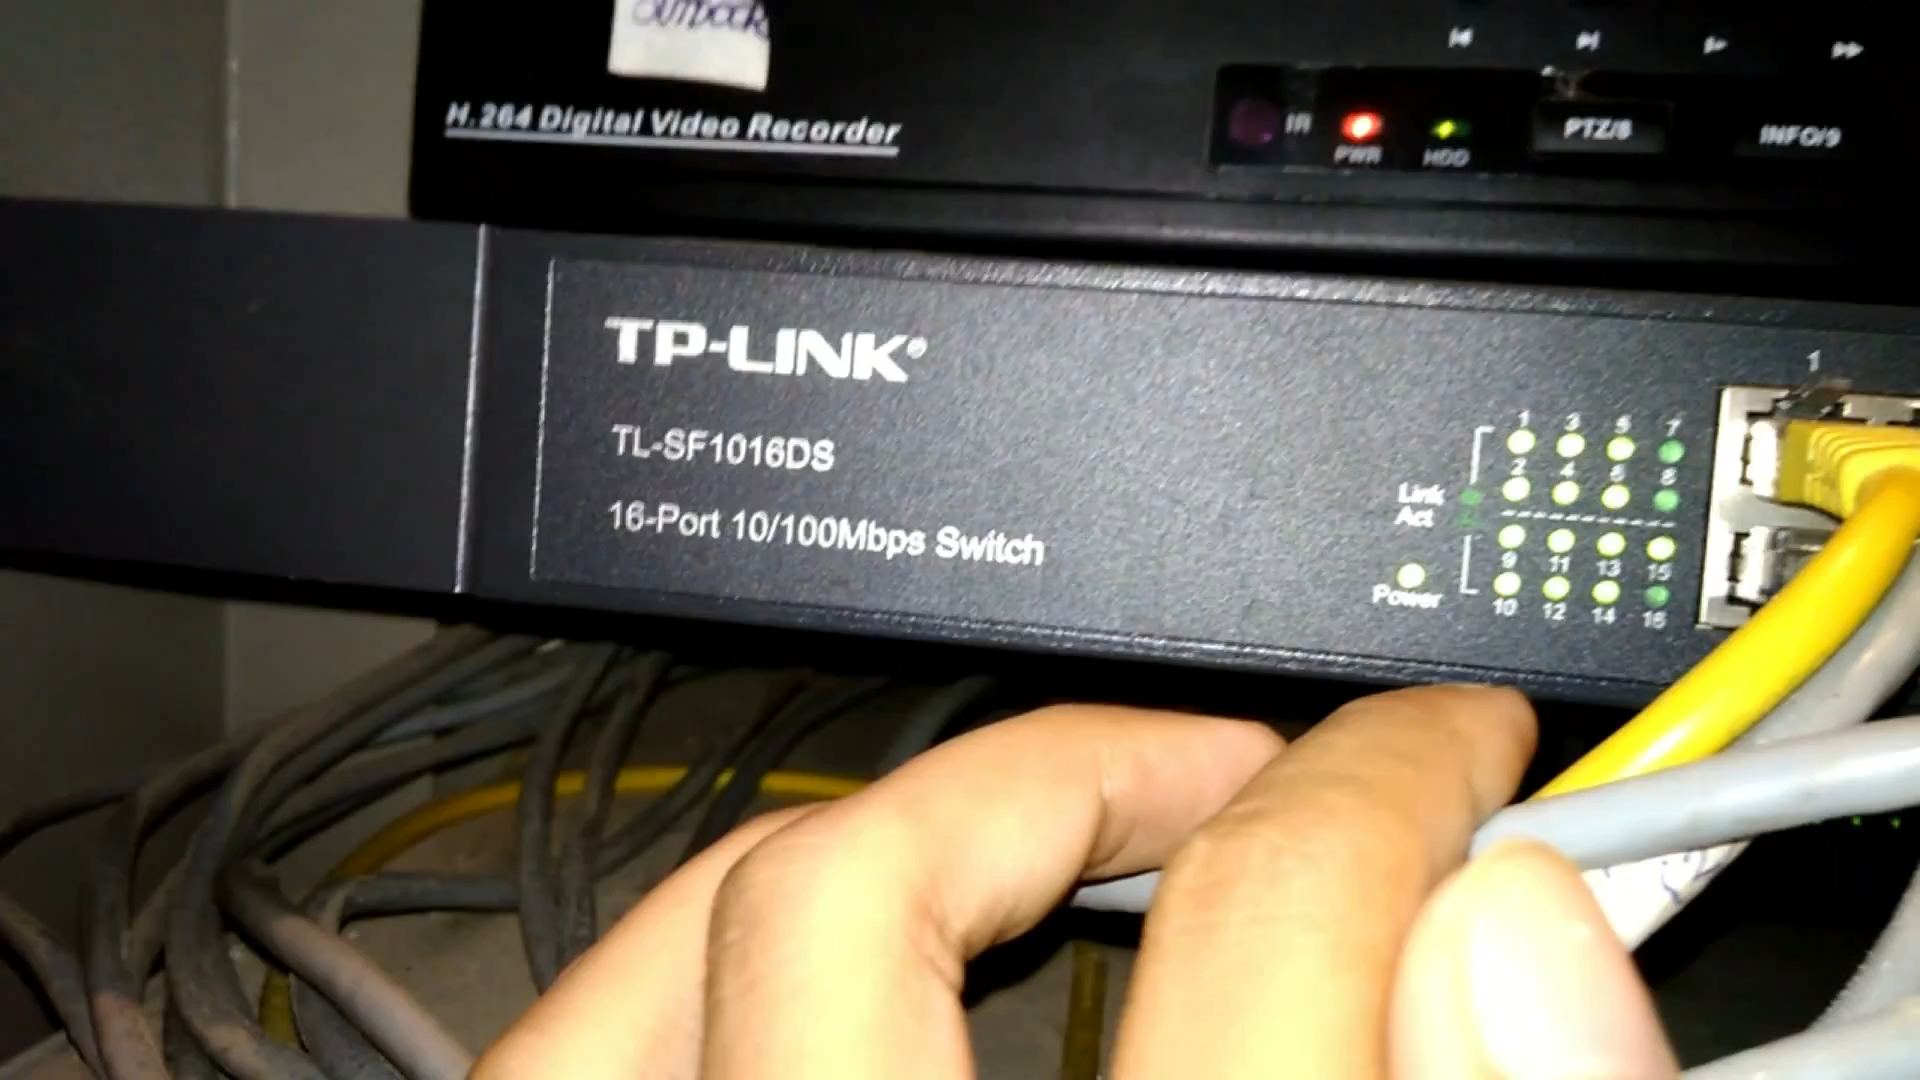 OUTDOOR
H.264 Digital Video Recorder
IR
PWR
HDD
PTZ/8
INFO/9
TP-LINK®
TL-SF1016DS
16-Port 10/100Mbps Switch
1
1 3 5 7
2 4 6 8
Link
Act
9 11 13 15
Power
10 12 14 16